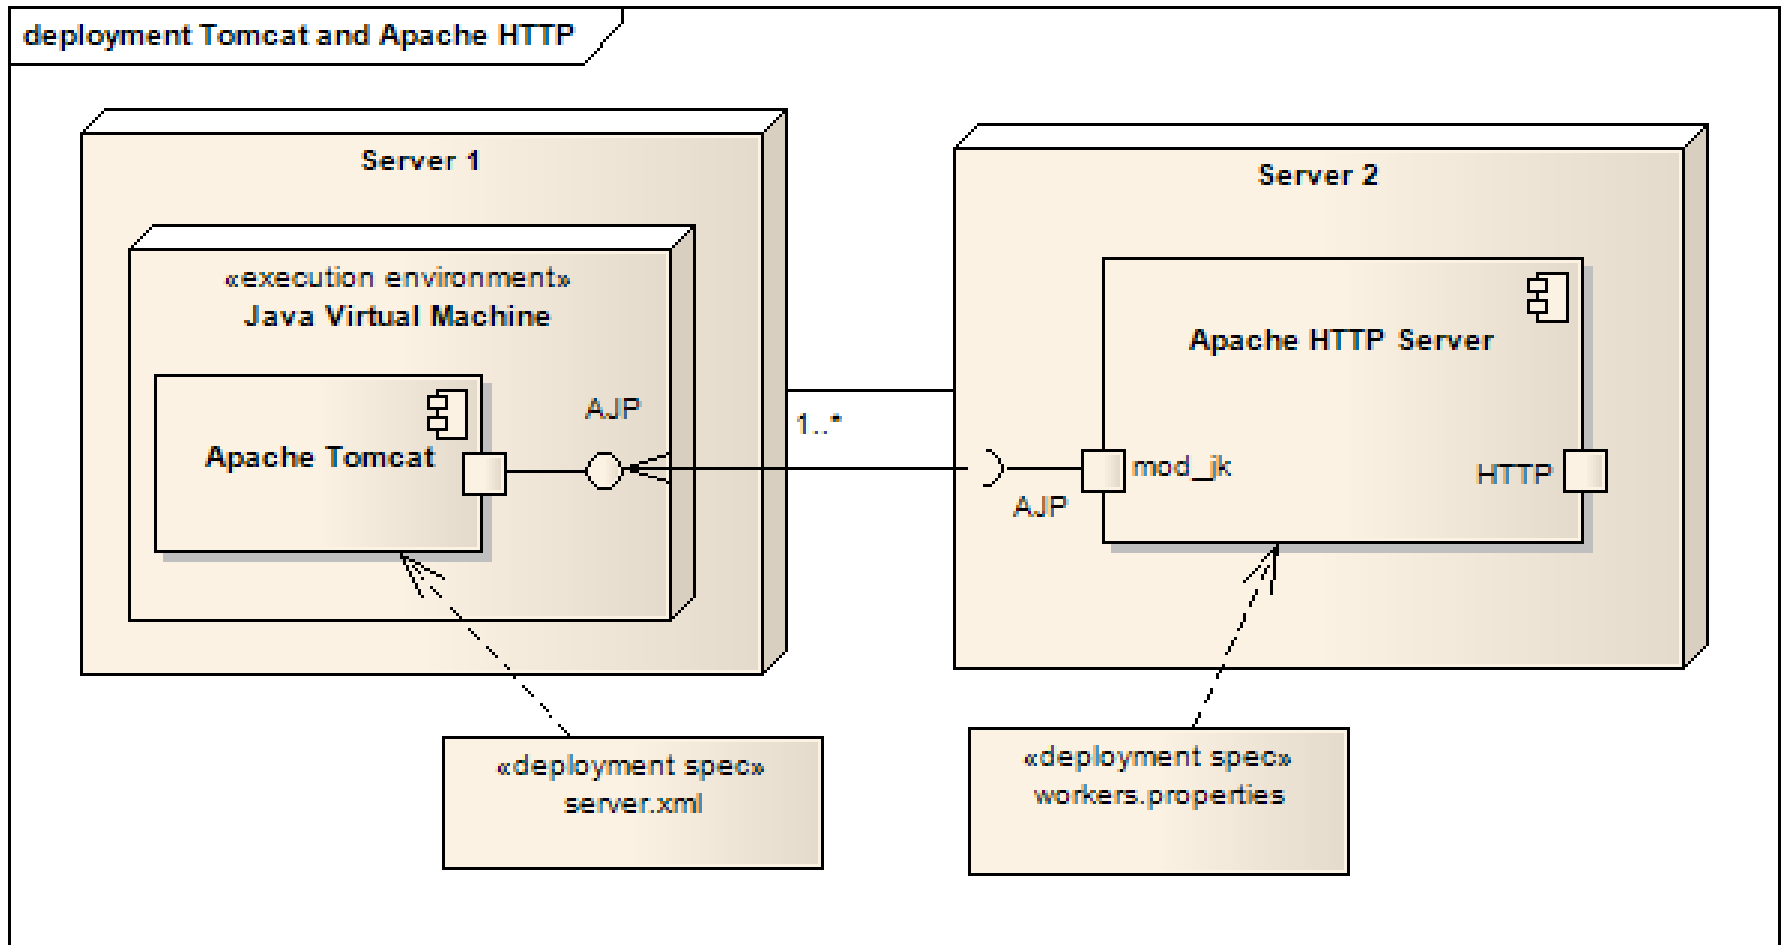 deployment Tomcat and Apache HTTP
Server 1
«execution environment»
Java Virtual Machine
Apache Tomcat
AJP
1..*
Server 2
Apache HTTP Server
mod_jk
HTTP
AJP
«deployment spec»
server.xml
«deployment spec»
workers.properties